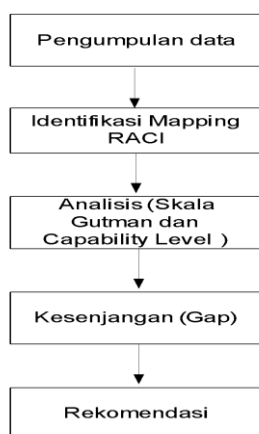 Pengumpulan data
Identifikasi Mapping
RACI
Analisis (Skala
Gutman dan
Capability Level )
Kesenjangan (Gap)
Rekomendasi